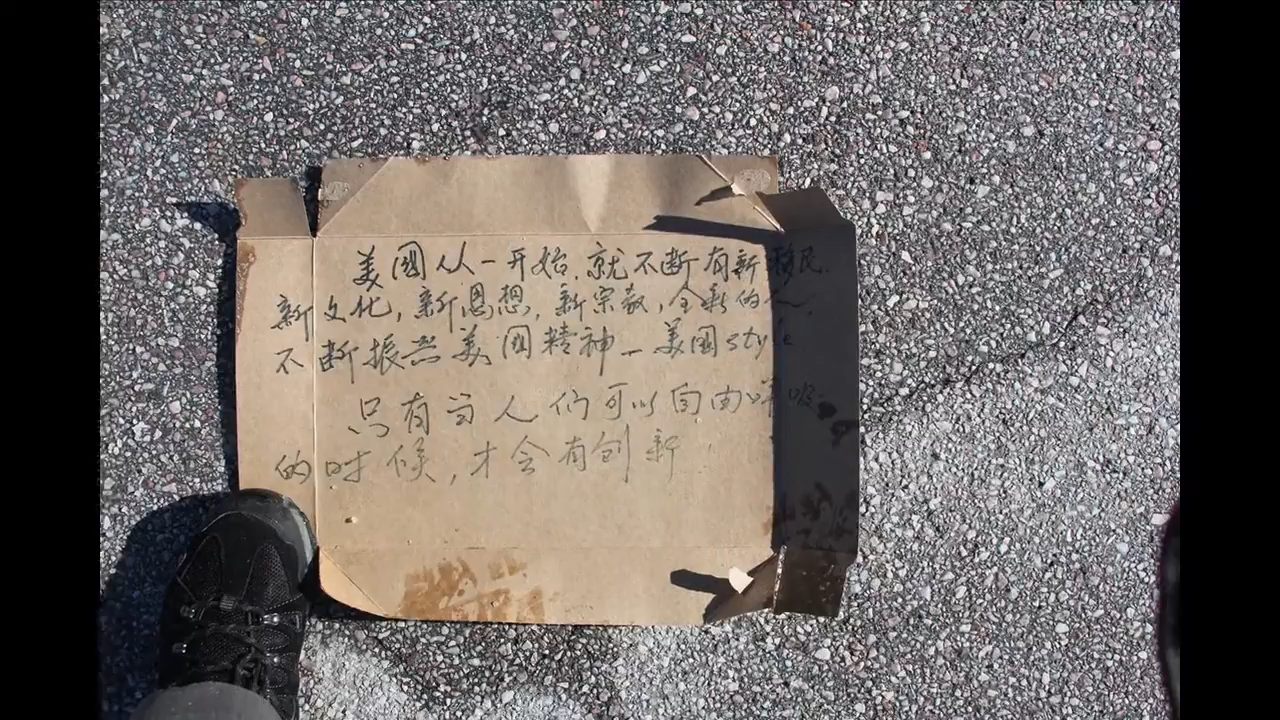 美国从一开始,就不断有新移民.
新文化,新思想,新宗教,全新的人,
不断振兴美国精神—美国style
只有当人们可以自由呼吸
的时候,才会有创新.